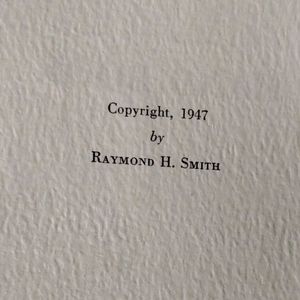 Copyright, 1947
by
RAYMOND H. SMITH